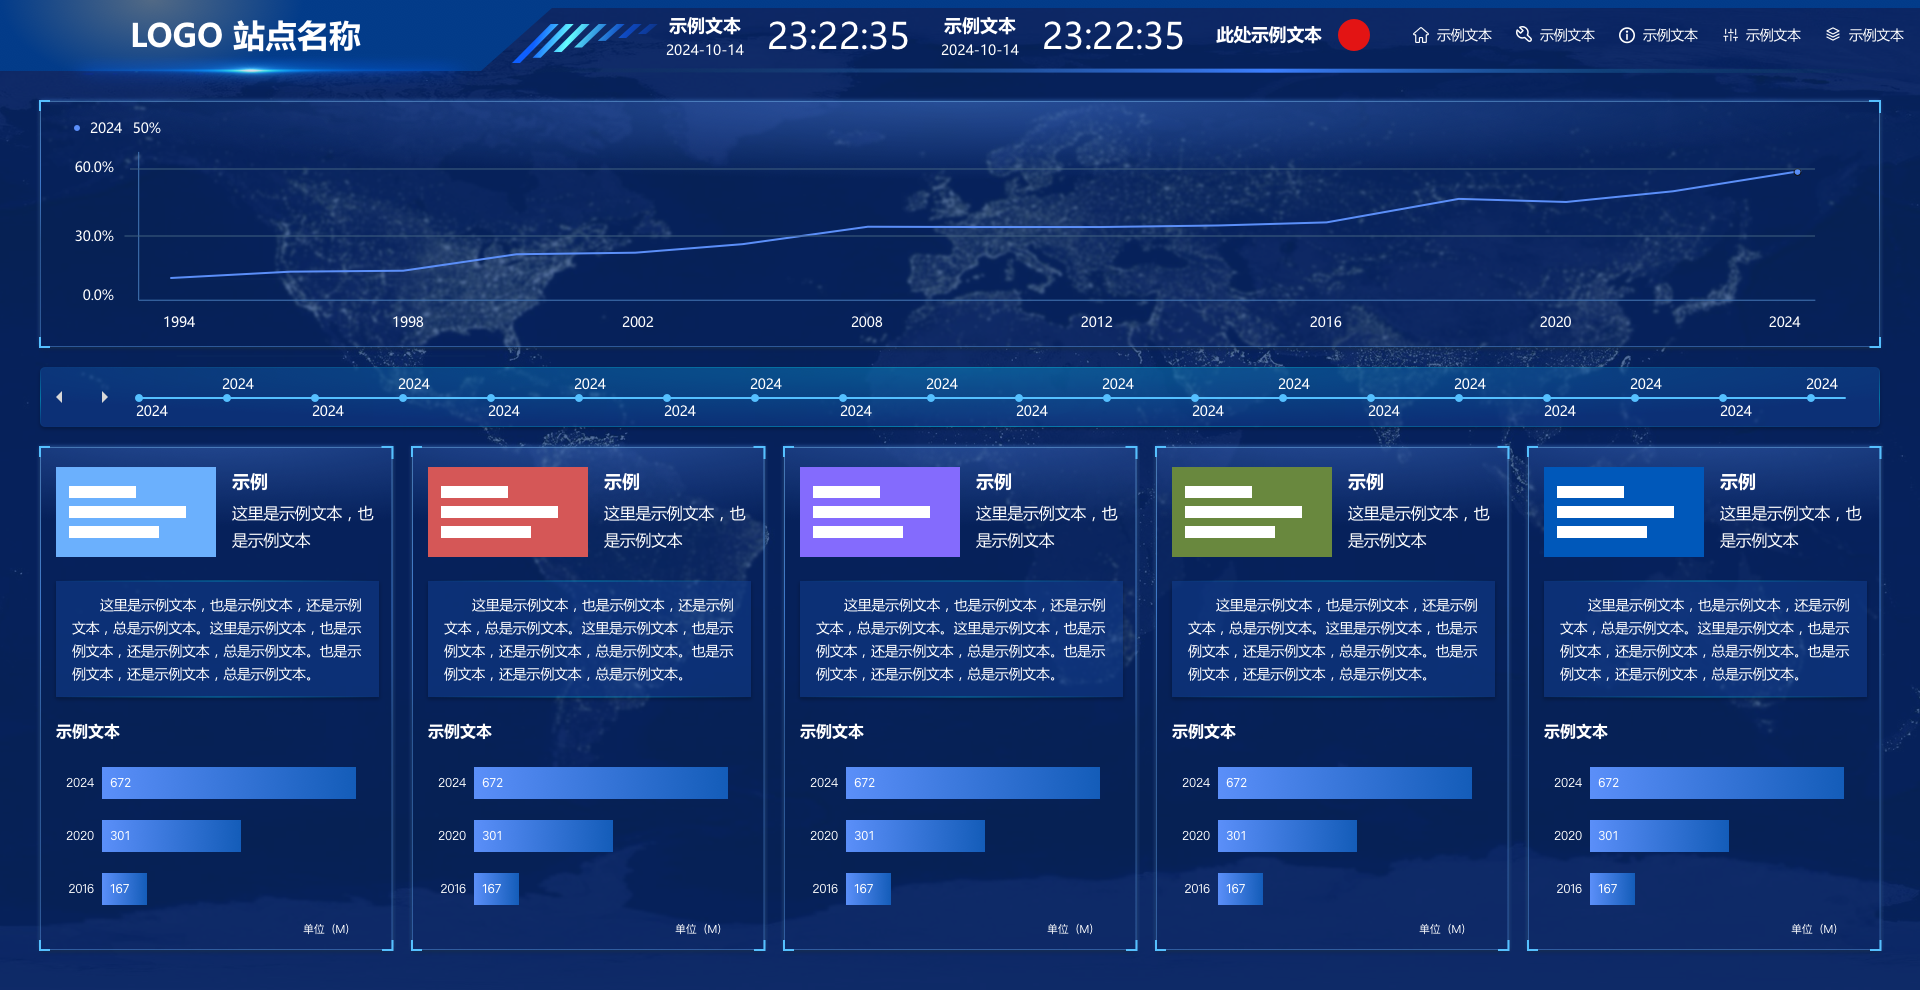 LOGO 站点名称
示例文本
2024-10-14
23:22:35
示例文本
2024-10-14
23:22:35
此处示例文本
示例文本
示例文本
示例文本
示例文本
示例文本
2024 50%
60.0%
30.0%
0.0%
1994 1998 2002 2008 2012 2016 2020 2024
2024 2024 2024 2024 2024 2024 2024 2024 2024 2024
2024 2024 2024 2024 2024 2024 2024 2024 2024 2024
示例
这里是示例文本，也
是示例文本
这里是示例文本，也是示例文本，还是示例
文本，总是示例文本。这里是示例文本，也是示
例文本，还是示例文本，总是示例文本。也是示
例文本，还是示例文本，总是示例文本。
示例文本
2024 672
2020 301
2016 167
单位（M）
示例
这里是示例文本，也
是示例文本
这里是示例文本，也是示例文本，还是示例
文本，总是示例文本。这里是示例文本，也是示
例文本，还是示例文本，总是示例文本。也是示
例文本，还是示例文本，总是示例文本。
示例文本
2024 672
2020 301
2016 167
单位（M）
示例
这里是示例文本，也
是示例文本
这里是示例文本，也是示例文本，还是示例
文本，总是示例文本。这里是示例文本，也是示
例文本，还是示例文本，总是示例文本。也是示
例文本，还是示例文本，总是示例文本。
示例文本
2024 672
2020 301
2016 167
单位（M）
示例
这里是示例文本，也
是示例文本
这里是示例文本，也是示例文本，还是示例
文本，总是示例文本。这里是示例文本，也是示
例文本，还是示例文本，总是示例文本。也是示
例文本，还是示例文本，总是示例文本。
示例文本
2024 672
2020 301
2016 167
单位（M）
示例
这里是示例文本，也
是示例文本
这里是示例文本，也是示例文本，还是示例
文本，总是示例文本。这里是示例文本，也是示
例文本，还是示例文本，总是示例文本。也是示
例文本，还是示例文本，总是示例文本。
示例文本
2024 672
2020 301
2016 167
单位（M）